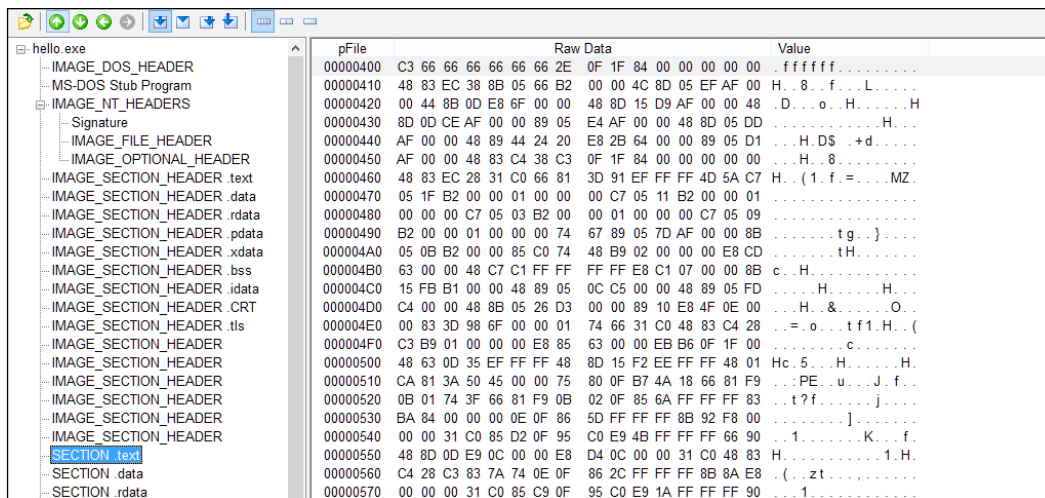 hello.exe
IMAGE_DOS_HEADER
MS-DOS Stub Program
IMAGE_NT_HEADERS
Signature
IMAGE_FILE_HEADER
IMAGE_OPTIONAL_HEADER
IMAGE_SECTION_HEADER .text
IMAGE_SECTION_HEADER .data
IMAGE_SECTION_HEADER .rdata
IMAGE_SECTION_HEADER .pdata
IMAGE_SECTION_HEADER .xdata
IMAGE_SECTION_HEADER .bss
IMAGE_SECTION_HEADER .idata
IMAGE_SECTION_HEADER .CRT
IMAGE_SECTION_HEADER .tls
IMAGE_SECTION_HEADER
IMAGE_SECTION_HEADER
IMAGE_SECTION_HEADER
IMAGE_SECTION_HEADER
IMAGE_SECTION_HEADER
SECTION .text
SECTION .data
SECTION .rdata
pFile Raw Data Value
00000400 C3 66 66 66 66 66 66 2E 0F 1F 84 00 00 00 00 00 . f f f f f f . . . . . . . . .
00000410 48 83 EC 38 8B 05 66 B2 00 00 4C 8D 05 EF AF 00 H . . 8 . . f . . . L . . . . .
00000420 00 44 8B 0D E8 6F 00 00 48 8D 15 D9 AF 00 00 48 . D . . . o . . H . . . . . . H
00000430 8D 0D CE AF 00 00 89 05 E4 AF 00 00 48 8D 05 DD . . . . . . . . . . . . H . . .
00000440 AF 00 00 48 89 44 24 20 E8 2B 64 00 00 89 05 D1 . . . H . D $ . + d . . . . .
00000450 AF 00 00 48 83 C4 38 C3 0F 1F 84 00 00 00 00 00 . . . H . . 8 . . . . . . . . .
00000460 48 83 EC 28 31 C0 66 81 3D 91 EF FF FF 4D 5A C7 H . . ( 1 . f . = . . . . M Z .
00000470 05 1F B2 00 00 01 00 00 00 C7 05 11 B2 00 00 01 . . . . . . . . . . . . . . . .
00000480 00 00 00 C7 05 03 B2 00 00 01 00 00 00 C7 05 09 . . . . . . . . . . . . . . . .
00000490 B2 00 00 01 00 00 00 74 67 89 05 7D AF 00 00 8B . . . . . . . t g . . } . . . .
000004A0 05 0B B2 00 00 85 C0 74 48 B9 02 00 00 00 E8 CD . . . . . . . t H . . . . . . .
000004B0 63 00 00 48 C7 C1 FF FF FF FF E8 C1 07 00 00 8B c . . H . . . . . . . . . . . .
000004C0 15 FB B1 00 00 48 89 05 0C C5 00 00 48 89 05 FD . . . . . H . . . . . . H . . .
000004D0 C4 00 00 48 8B 05 26 D3 00 00 89 10 E8 4F 0E 00 . . . H . . & . . . . . . O . .
000004E0 00 83 3D 98 6F 00 00 01 74 66 31 C0 48 83 C4 28 . . = . o . . . t f 1 . H . . (
000004F0 C3 B9 01 00 00 00 E8 85 63 00 00 EB B6 0F 1F 00 . . . . . . . . c . . . . . . .
00000500 48 63 0D 35 EF FF FF 48 8D 15 F2 EE FF FF 48 01 H c . 5 . . . H . . . . . . H .
00000510 CA 81 3A 50 45 00 00 75 80 0F B7 4A 18 66 81 F9 . . : P E . . u . . . J . f . .
00000520 0B 01 74 3F 66 81 F9 0B 02 0F 85 6A FF FF FF 83 . . t ? f . . . . . . j . . . .
00000530 BA 84 00 00 00 0E 0F 86 5D FF FF FF 8B 92 F8 00 . . . . . . . . ] . . . . . . .
00000540 00 00 31 C0 85 D2 0F 95 C0 E9 4B FF FF FF 66 90 . . 1 . . . . . . . K . . . f .
00000550 48 8D 0D E9 0C 00 00 E8 D4 0C 00 00 31 C0 48 83 H . . . . . . . . . . . 1 . H .
00000560 C4 28 C3 83 7A 74 0E 0F 86 2C FF FF FF 8B 8A E8 . ( . . z t . . . , . . . . . .
00000570 00 00 00 31 C0 85 C9 0F 95 C0 E9 1A FF FF FF 90 . . . 1 . . . . . . . . . . . .